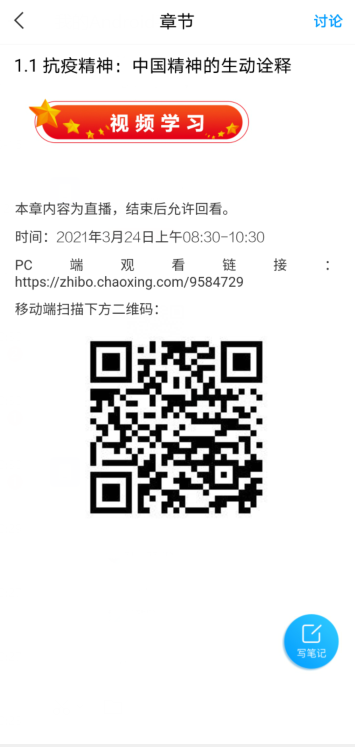 章节
讨论
1.1 抗疫精神：中国精神的生动诠释
视频学习
本章内容为直播，结束后允许回看。
时间：2021年3月24日上午08:30-10:30
PC端观看链接：
https://zhibo.chaoxing.com/9584729
移动端扫描下方二维码：
写笔记